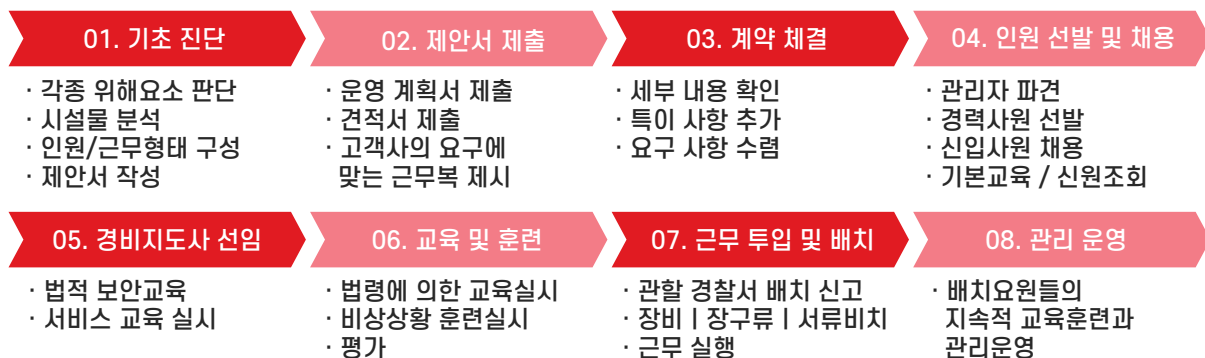 01. 기초 진단
· 각종 위해요소 판단
· 시설물 분석
· 인원/근무형태 구성
· 제안서 작성
02. 제안서 제출
· 운영 계획서 제출
· 견적서 제출
· 고객사의 요구에
맞는 근무복 제시
03. 계약 체결
· 세부 내용 확인
· 특이 사항 추가
· 요구 사항 수렴
04. 인원 선발 및 채용
· 관리자 파견
· 경력사원 선발
· 신입사원 채용
· 기본교육 / 신원조회
05. 경비지도사 선임
· 법적 보안교육
· 서비스 교육 실시
06. 교육 및 훈련
· 법령에 의한 교육실시
· 비상상황 훈련실시
· 평가
07. 근무 투입 및 배치
· 관할 경찰서 배치 신고
· 장비 | 장구류 | 서류비치
· 근무 실행
08. 관리 운영
· 배치요원들의
지속적 교육훈련과
관리운영